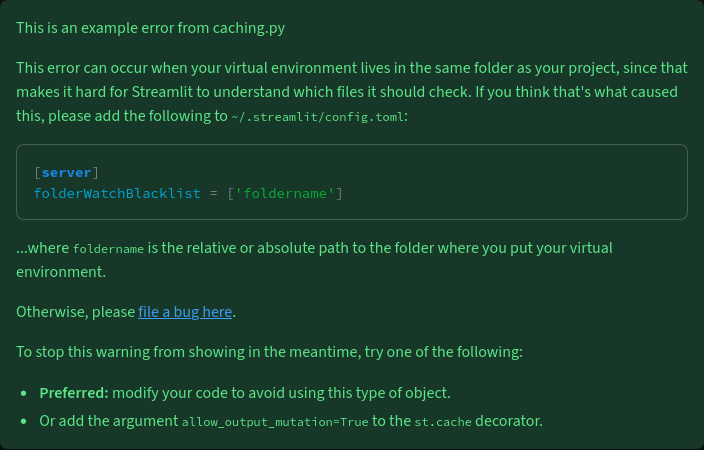 This is an example error from caching.py
This error can occur when your virtual environment lives in the same folder as your project, since that
makes it hard for Streamlit to understand which files it should check. If you think that's what caused
this, please add the following to ~/.streamlit/config.toml:
[server]
folderWatchBlacklist = ['foldername']
...where foldername is the relative or absolute path to the folder where you put your virtual
environment.
Otherwise, please file a bug here.
To stop this warning from showing in the meantime, try one of the following:
• Preferred: modify your code to avoid using this type of object.
• Or add the argument allow_output_mutation=True to the st.cache decorator.